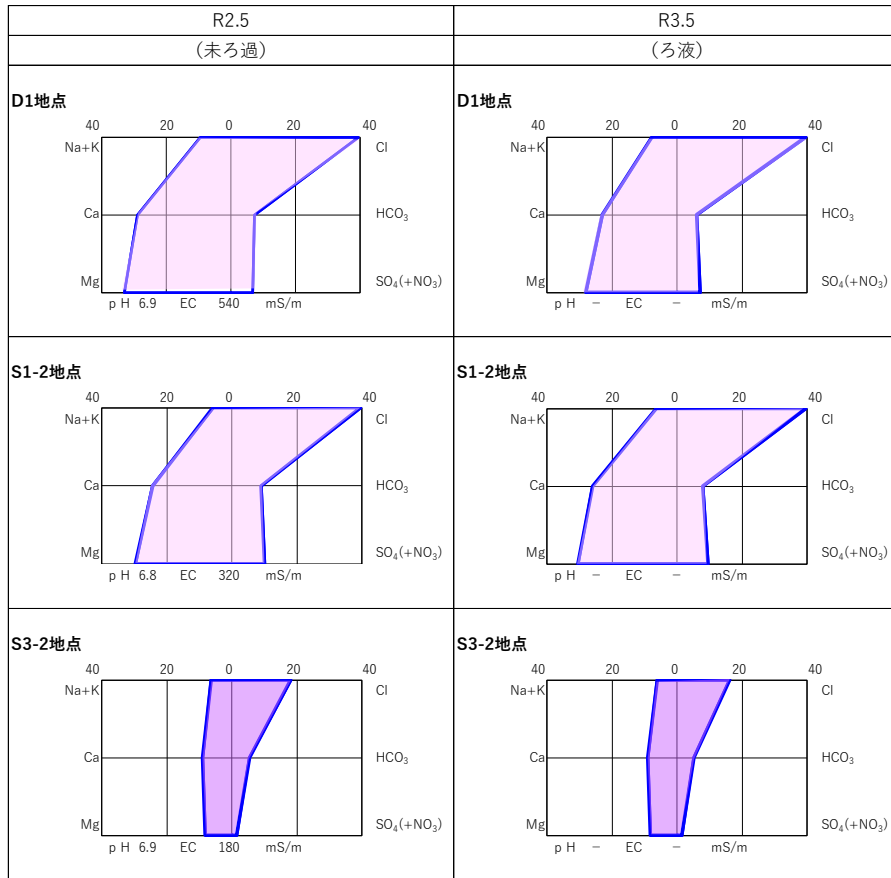 R2.5 R3.5
(未ろ過) (ろ液)
D1地点 D1地点
40 20 0 20 40 40 20 0 20 40
Na+K Cl Na+K Cl
Ca HCO₃ Ca HCO₃
Mg SO₄(+NO₃) Mg SO₄(+NO₃)
p H 6.9 EC 540 mS/m p H − EC − mS/m
S1-2地点 S1-2地点
40 20 0 20 40 40 20 0 20 40
Na+K Cl Na+K Cl
Ca HCO₃ Ca HCO₃
Mg SO₄(+NO₃) Mg SO₄(+NO₃)
p H 6.8 EC 320 mS/m p H − EC − mS/m
S3-2地点 S3-2地点
40 20 0 20 40 40 20 0 20 40
Na+K Cl Na+K Cl
Ca HCO₃ Ca HCO₃
Mg SO₄(+NO₃) Mg SO₄(+NO₃)
p H 6.9 EC 180 mS/m p H − EC − mS/m